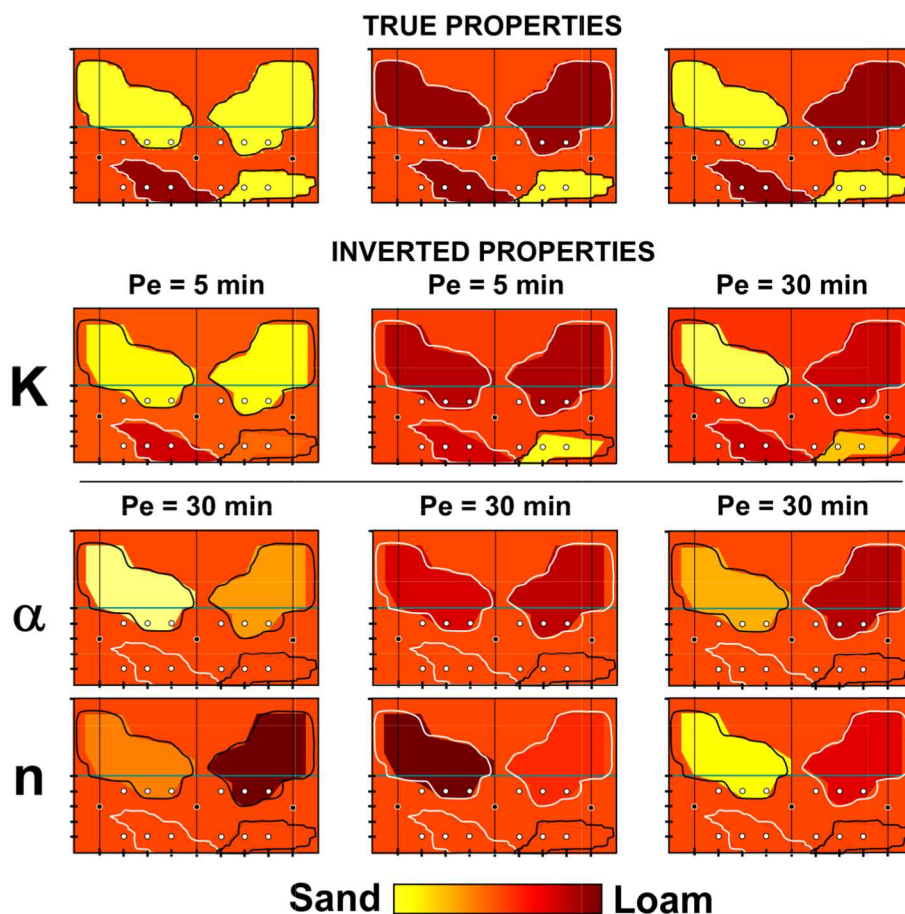 TRUE PROPERTIES
INVERTED PROPERTIES
Pe = 5 min Pe = 5 min Pe = 30 min
K
Pe = 30 min Pe = 30 min Pe = 30 min
α
n
Sand Loam